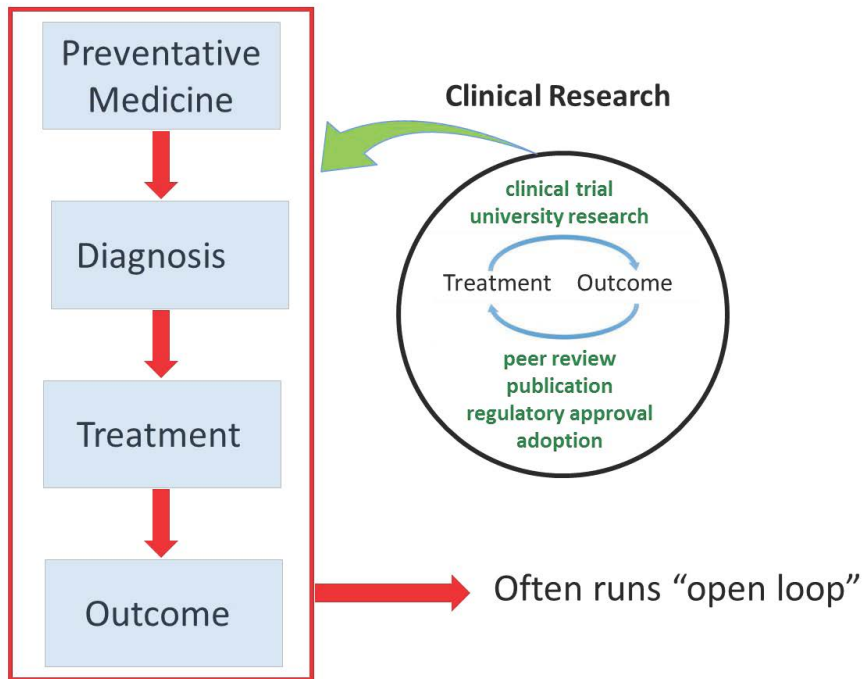 Preventative
Medicine
Diagnosis
Treatment
Outcome
Clinical Research
clinical trial
university research
Treatment Outcome
peer review
publication
regulatory approval
adoption
Often runs “open loop”